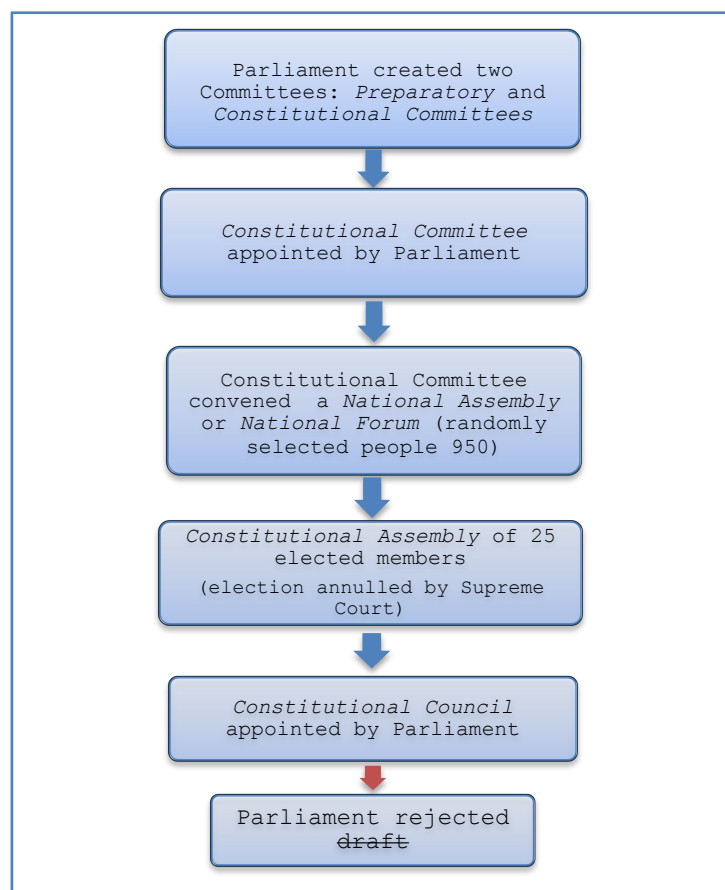 Parliament created two
Committees: Preparatory and
Constitutional Committees
Constitutional Committee
appointed by Parliament
Constitutional Committee
convened a National Assembly
or National Forum (randomly
selected people 950)
Constitutional Assembly of 25
elected members
(election annulled by Supreme
Court)
Constitutional Council
appointed by Parliament
Parliament rejected
draft